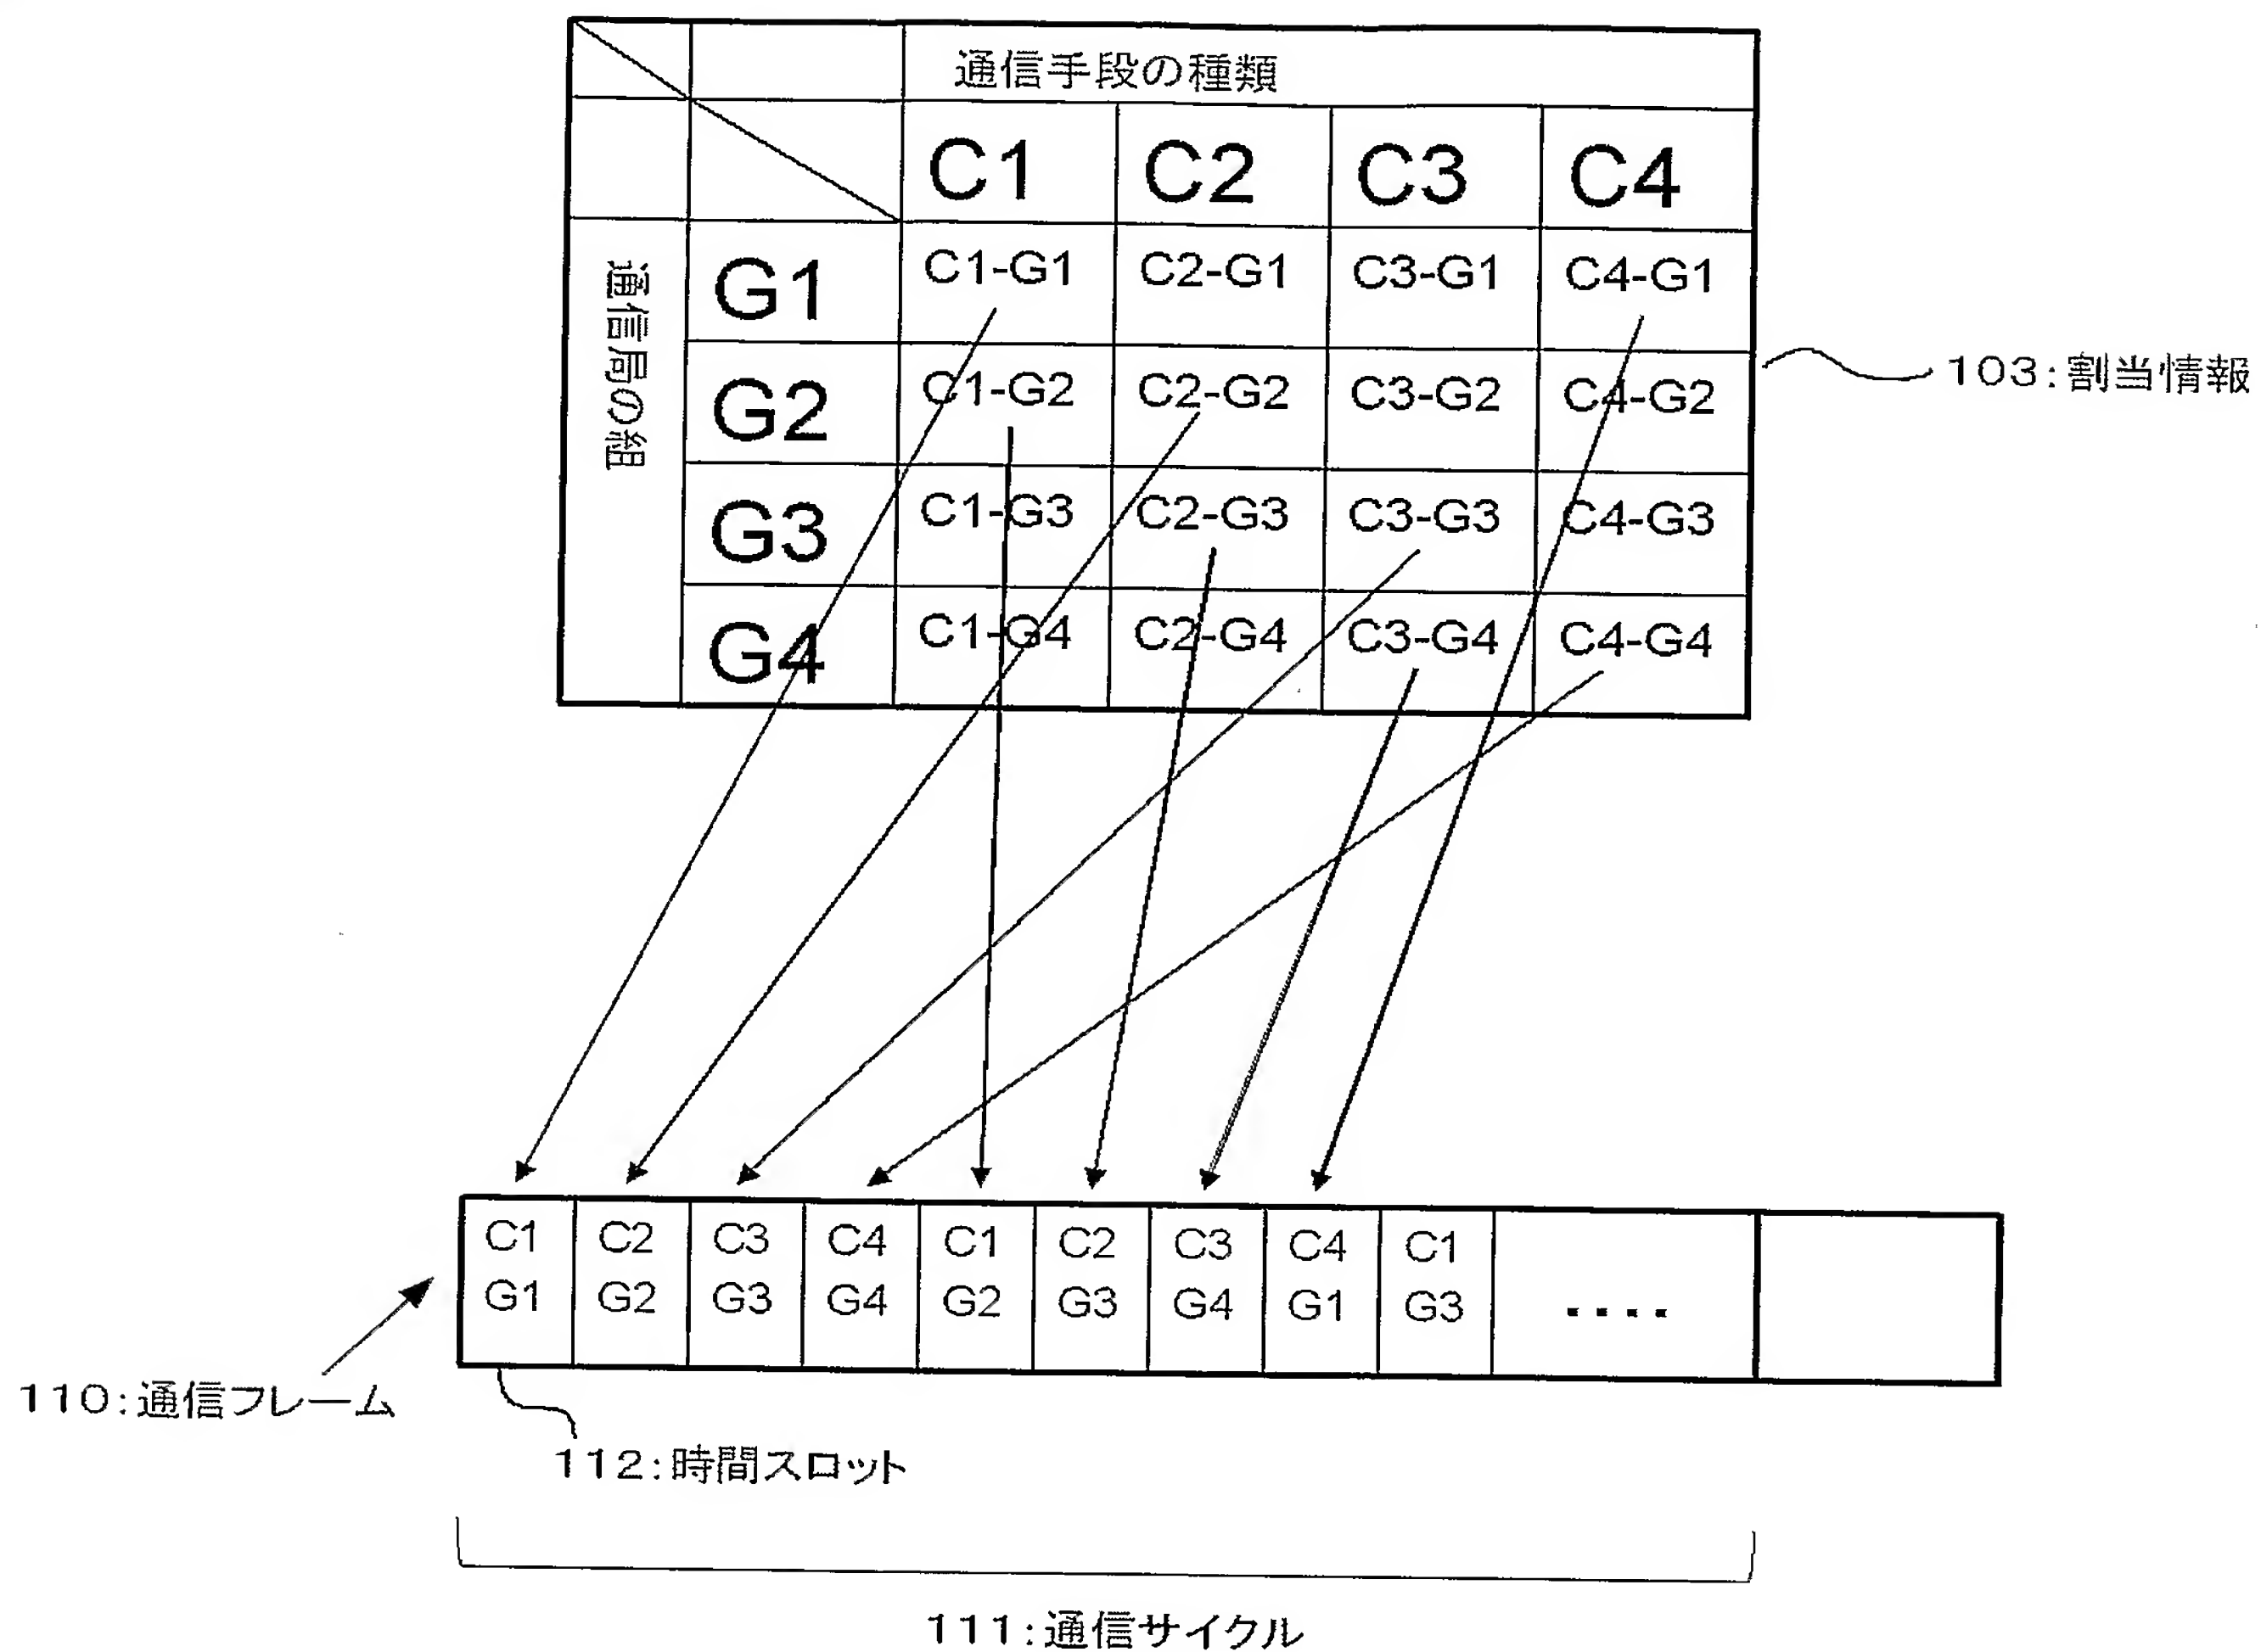 通信手段の種類
C1 C2 C3 C4
通信局の組
G1 C1-G1 C2-G1 C3-G1 C4-G1
G2 C1-G2 C2-G2 C3-G2 C4-G2
G3 C1-G3 C2-G3 C3-G3 C4-G3
G4 C1-G4 C2-G4 C3-G4 C4-G4
103:割当情報
C1 C2 C3 C4 C1 C2 C3 C4 C1
G1 G2 G3 G4 G2 G3 G4 G1 G3 ....
110:通信フレーム
112:時間スロット
111:通信サイクル